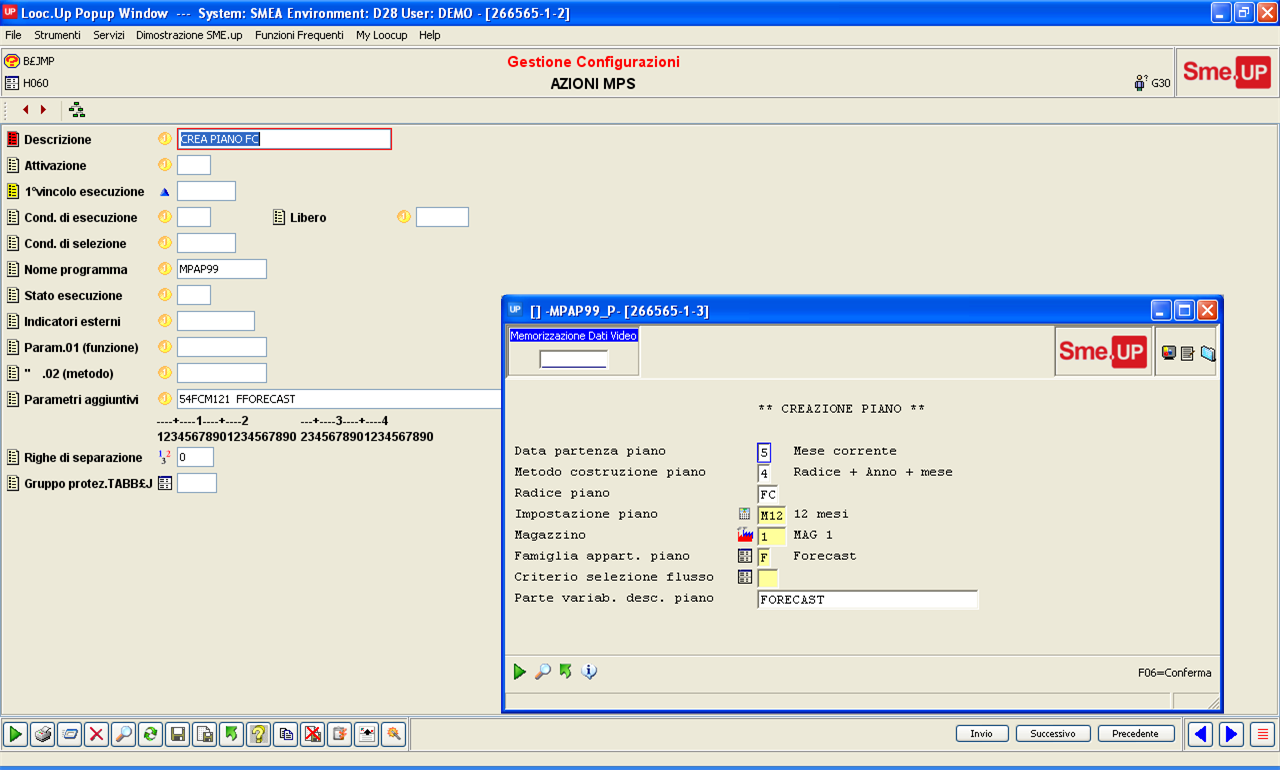 UP Looc.Up Popup Window --- System: SMEA Environment: D28 User: DEMO - [266565-1-2]
File Strumenti Servizi Dimostrazione SME.up Funzioni Frequenti My Loocup Help
B£JMP
Gestione Configurazioni
H060
AZIONI MPS
G30
Sme.UP
Descrizione CREA PIANO FC
Attivazione
1°vincolo esecuzione
Cond. di esecuzione Libero
Cond. di selezione
Nome programma MPAP99
Stato esecuzione
Indicatori esterni
Param.01 (funzione)
" .02 (metodo)
Parametri aggiuntivi 54FCM121 FFORECAST
----+----1----+----2 ---+----3----+----4
12345678901234567890 2345678901234567890
Righe di separazione 1 2 3 0
Gruppo protez.TABB£J
UP [] -MPAP99_P- [266565-1-3]
Memorizzazione Dati Video
Sme.UP
** CREAZIONE PIANO **
Data partenza piano 5 Mese corrente
Metodo costruzione piano 4 Radice + Anno + mese
Radice piano FC
Impostazione piano M12 12 mesi
Magazzino 1 MAG 1
Famiglia appart. piano F Forecast
Criterio selezione flusso
Parte variab. desc. piano FORECAST
F06=Conferma
Invio Successivo Precedente